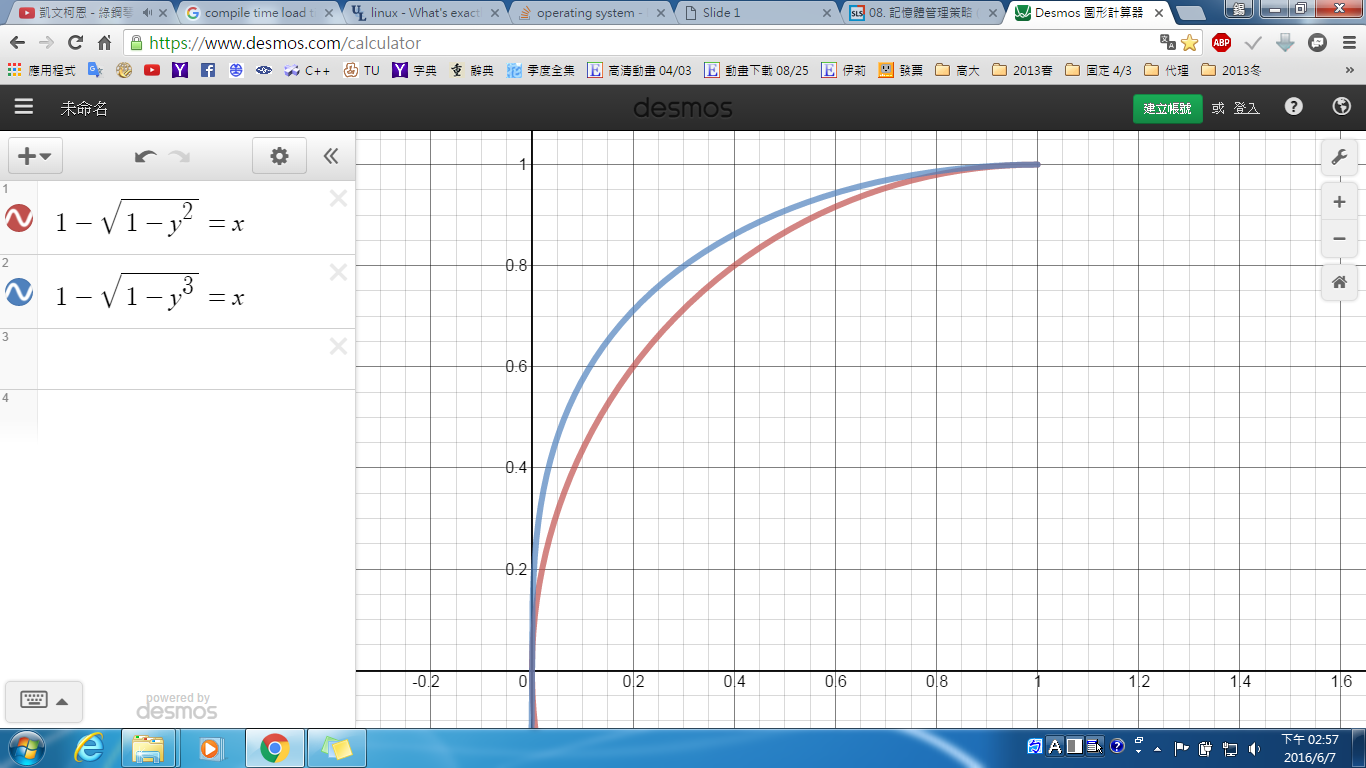 凱文柯恩 - 綠鋼琴
compile time load t
linux - What's exact
operating system -
Slide 1
08. 記憶體管理策略 (
Desmos 圖形計算器
https://www.desmos.com/calculator
ABP
應用程式 C++ TU 字典 辭典 季度全集 高清動畫 04/03 動畫下載 08/25 伊莉 發票 高大 2013春 固定 4/3 代理 2013冬 »
未命名
desmos
建立帳號 或 登入
1
1 − √(1 − y²) = x
2
1 − √(1 − y³) = x
3
4
powered by
desmos
1
0.8
0.6
0.4
0.2
-0.2 0 0.2 0.4 0.6 0.8 1 1.2 1.4 1.6
下午 02:57
2016/6/7